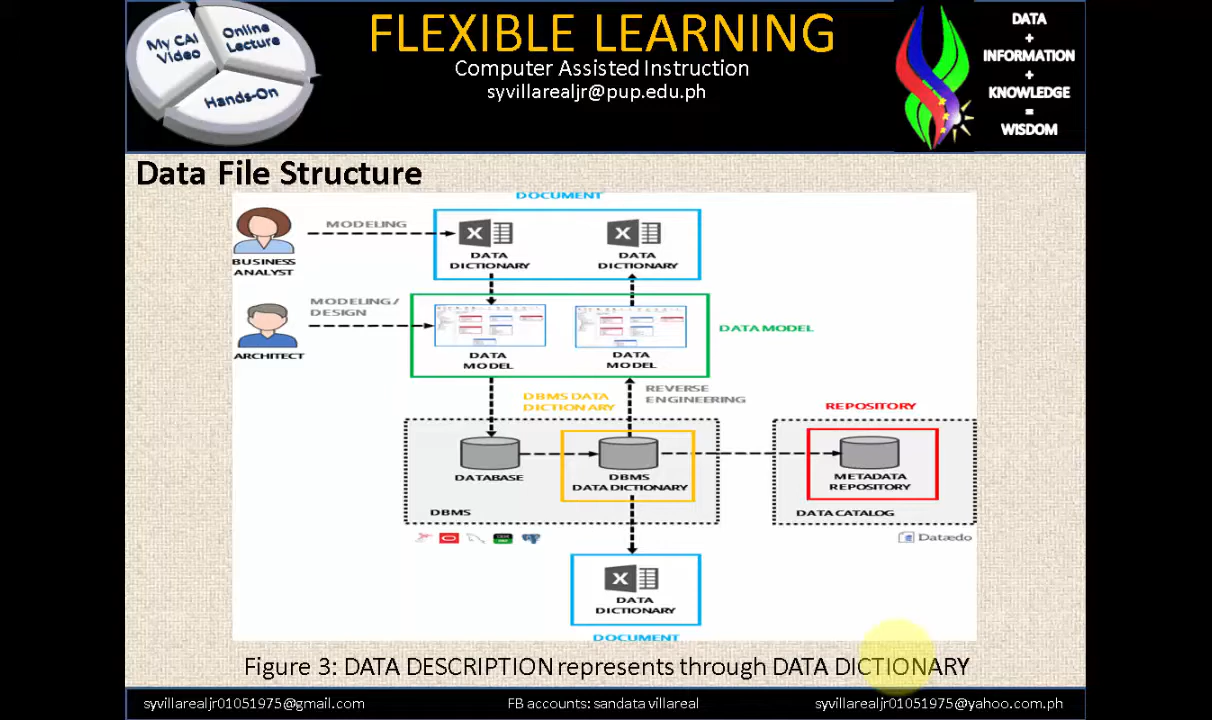 My CAI
Video
Online
Lecture
Hands-On
FLEXIBLE LEARNING
Computer Assisted Instruction
syvillarealjr@pup.edu.ph
DATA
+
INFORMATION
+
KNOWLEDGE
=
WISDOM
Data File Structure
DOCUMENT
MODELING
BUSINESS
ANALYST
X
DATA
DICTIONARY
X
DATA
DICTIONARY
MODELING/
DESIGN
ARCHITECT
DATA
MODEL
DATA
MODEL
DATA MODEL
DBMS DATA
DICTIONARY
REVERSE
ENGINEERING
REPOSITORY
DATABASE
DBMS
DATA DICTIONARY
METADATA
REPOSITORY
DBMS
DATA CATALOG
Dataedo
X
DATA
DICTIONARY
DOCUMENT
Figure 3: DATA DESCRIPTION represents through DATA DICTIONARY
syvillarealjr01051975@gmail.com
FB accounts: sandata villareal
syvillarealjr01051975@yahoo.com.ph